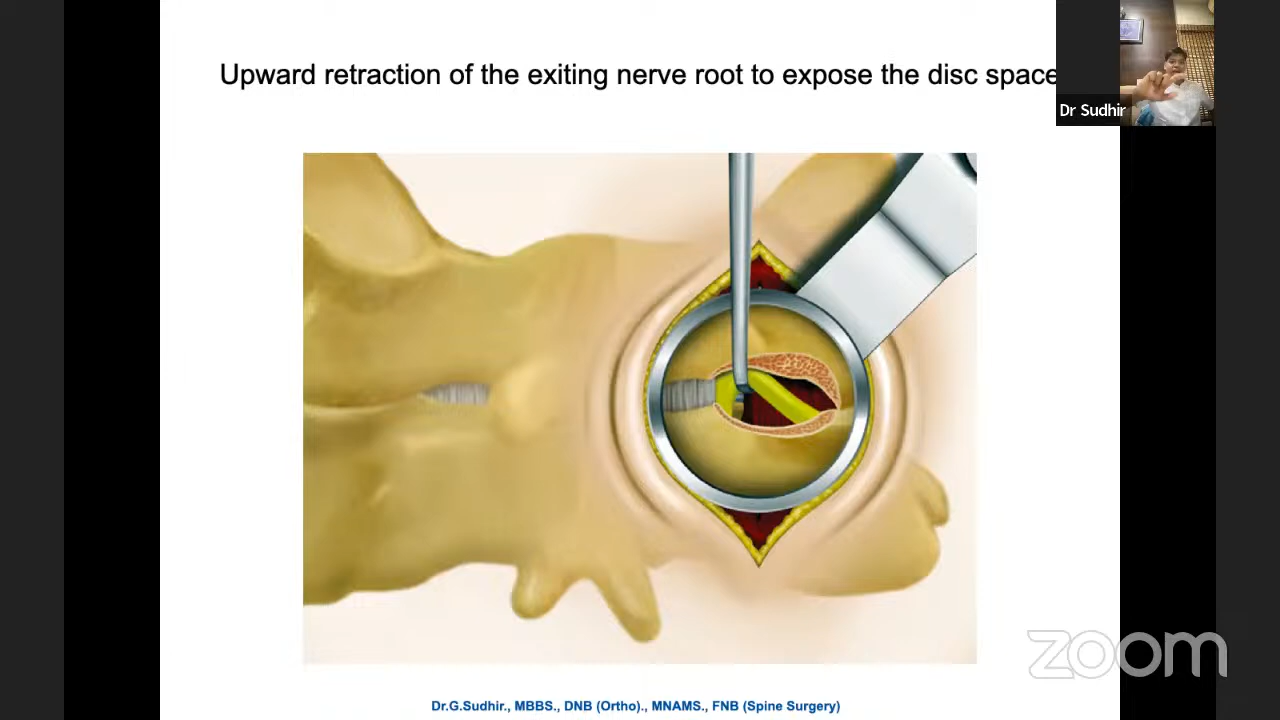 Upward retraction of the exiting nerve root to expose the disc space
Dr Sudhir
zoom
Dr.G.Sudhir., MBBS., DNB (Ortho)., MNAMS., FNB (Spine Surgery)